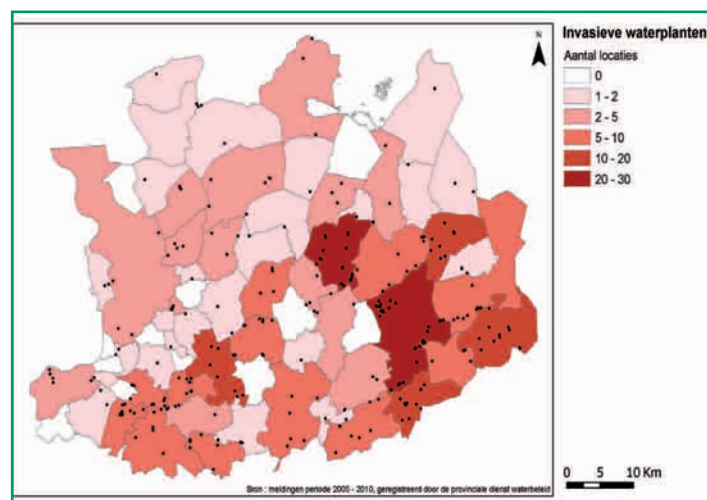 Invasieve waterplanten
Aantal locaties
0
1 - 2
2 - 5
5 - 10
10 - 20
20 - 30
N
0 5 10 Km
Bron : meldingen periode 2005 - 2010, geregistreerd door de provinciale dienst waterbeleid